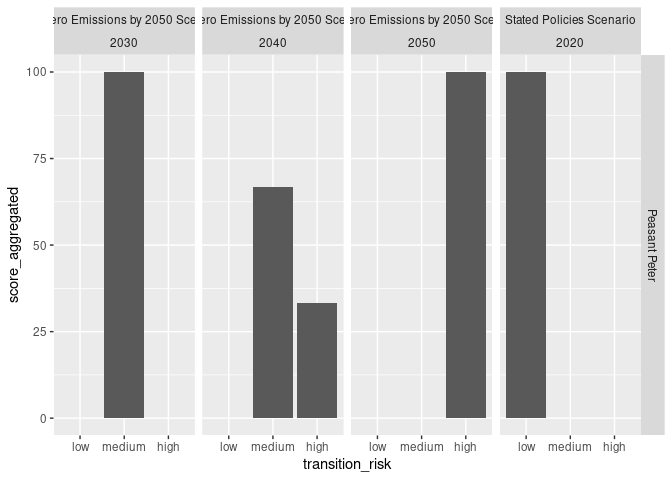 ero Emissions by 2050 Sce
ero Emissions by 2050 Sce
ero Emissions by 2050 Sce
Stated Policies Scenario
2030
2040
2050
2020
100
75
50
25
0
score_aggregated
Peasant Peter
low medium high
low medium high
low medium high
low medium high
transition_risk